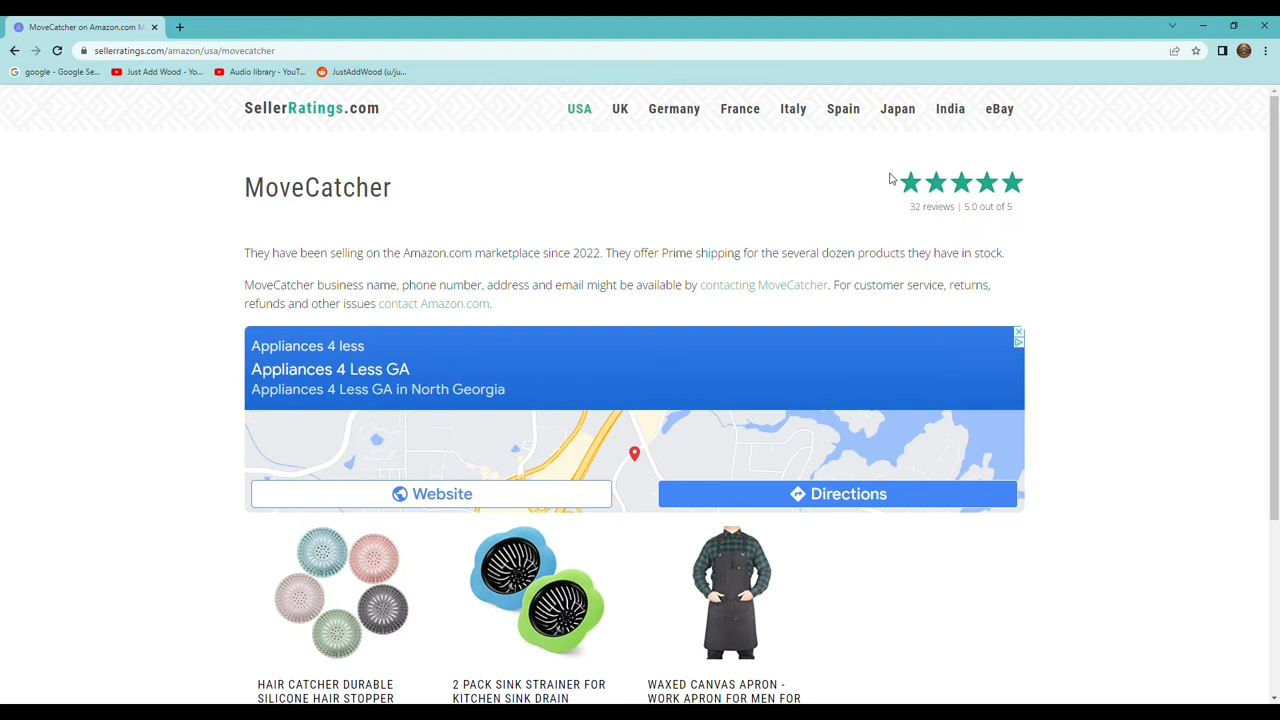 MoveCatcher on Amazon.com M
sellerratings.com/amazon/usa/movecatcher
google - Google Se... Just Add Wood - Yo... Audio library - YouT... JustAddWood (u/ju...
SellerRatings.com USA UK Germany France Italy Spain Japan India eBay
MoveCatcher
32 reviews | 5.0 out of 5
They have been selling on the Amazon.com marketplace since 2022. They offer Prime shipping for the several dozen products they have in stock.
MoveCatcher business name, phone number, address and email might be available by contacting MoveCatcher. For customer service, returns,
refunds and other issues contact Amazon.com.
Appliances 4 less
Appliances 4 Less GA
Appliances 4 Less GA in North Georgia
Website Directions
HAIR CATCHER DURABLE
SILICONE HAIR STOPPER
2 PACK SINK STRAINER FOR
KITCHEN SINK DRAIN
WAXED CANVAS APRON -
WORK APRON FOR MEN FOR